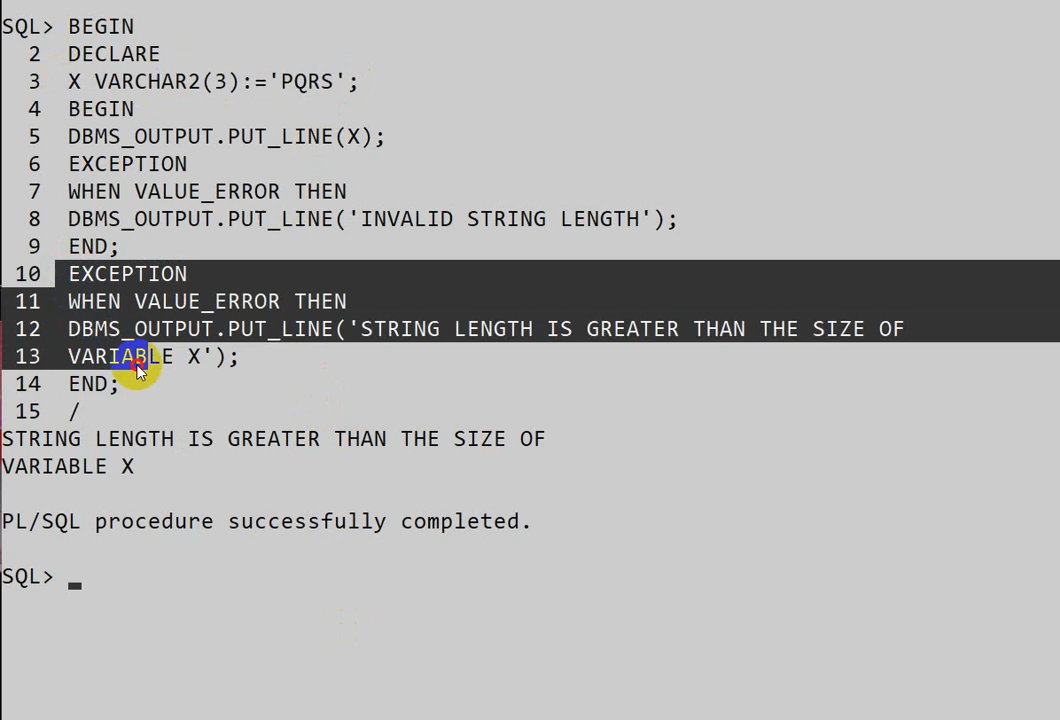 SQL> BEGIN
2 DECLARE
3 X VARCHAR2(3):='PQRS';
4 BEGIN
5 DBMS_OUTPUT.PUT_LINE(X);
6 EXCEPTION
7 WHEN VALUE_ERROR THEN
8 DBMS_OUTPUT.PUT_LINE('INVALID STRING LENGTH');
9 END;
10 EXCEPTION
11 WHEN VALUE_ERROR THEN
12 DBMS_OUTPUT.PUT_LINE('STRING LENGTH IS GREATER THAN THE SIZE OF
13 VARIABLE X');
14 END;
15 /
STRING LENGTH IS GREATER THAN THE SIZE OF
VARIABLE X
PL/SQL procedure successfully completed.
SQL>